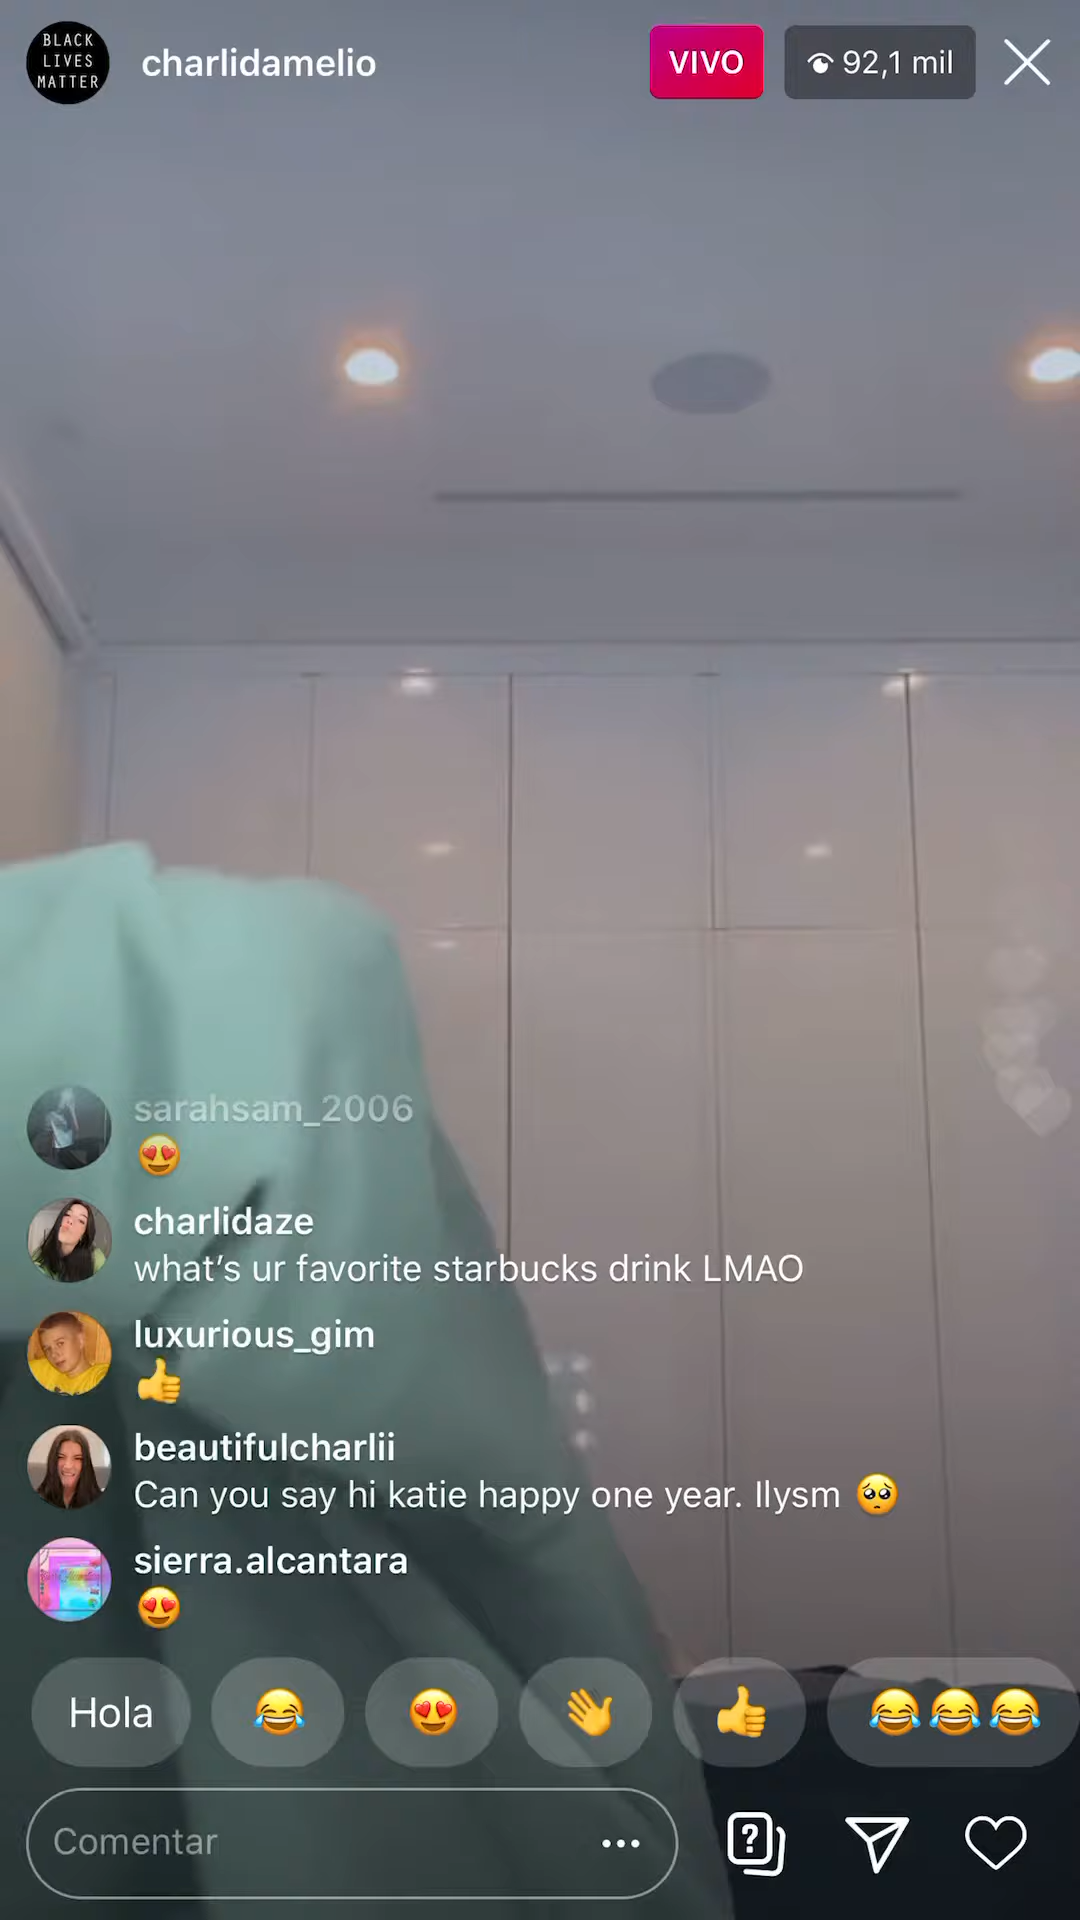 BLACK
LIVES
MATTER
charlidamelio
VIVO
92,1 mil
sarahsam_2006
😍
charlidaze
what's ur favorite starbucks drink LMAO
luxurious_gim
👍
beautifulcharlii
Can you say hi katie happy one year. Ilysm 🥺
sierra.alcantara
😍
Hola 😂 😍 👋 👍 😂😂😂
Comentar